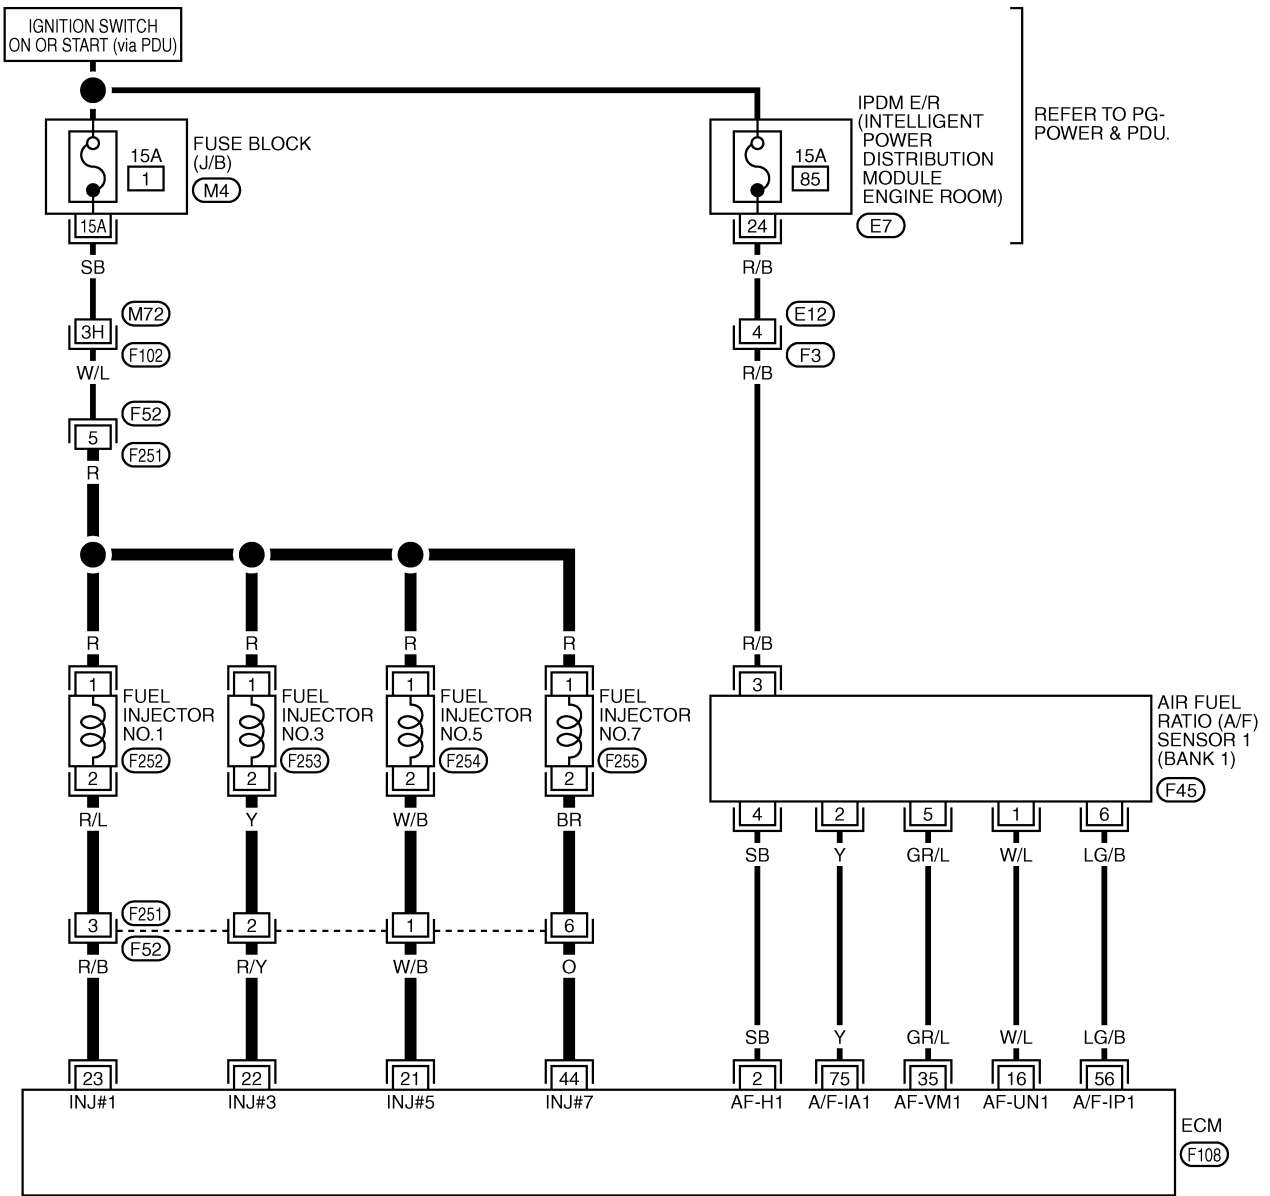 IGNITION SWITCH
ON OR START (via PDU)
FUSE BLOCK
(J/B)
M4
15A
1
15A
SB
IPDM E/R
(INTELLIGENT
POWER
DISTRIBUTION
MODULE
ENGINE ROOM)
E7
15A
85
24
R/B
REFER TO PG-
POWER & PDU.
M72
3H
F102
W/L
E12
4
F3
R/B
F52
5
F251
R
R
R
R
R
R/B
1
FUEL
INJECTOR
NO.1
F252
2
R/L
1
FUEL
INJECTOR
NO.3
F253
2
Y
1
FUEL
INJECTOR
NO.5
F254
2
W/B
1
FUEL
INJECTOR
NO.7
F255
2
BR
3
AIR FUEL
RATIO (A/F)
SENSOR 1
(BANK 1)
F45
4
2
5
1
6
SB
Y
GR/L
W/L
LG/B
F251
3
2
1
6
F52
R/B
R/Y
W/B
O
SB
Y
GR/L
W/L
LG/B
23
22
21
44
2
75
35
16
56
INJ#1
INJ#3
INJ#5
INJ#7
AF-H1
A/F-IA1
AF-VM1
AF-UN1
A/F-IP1
ECM
F108